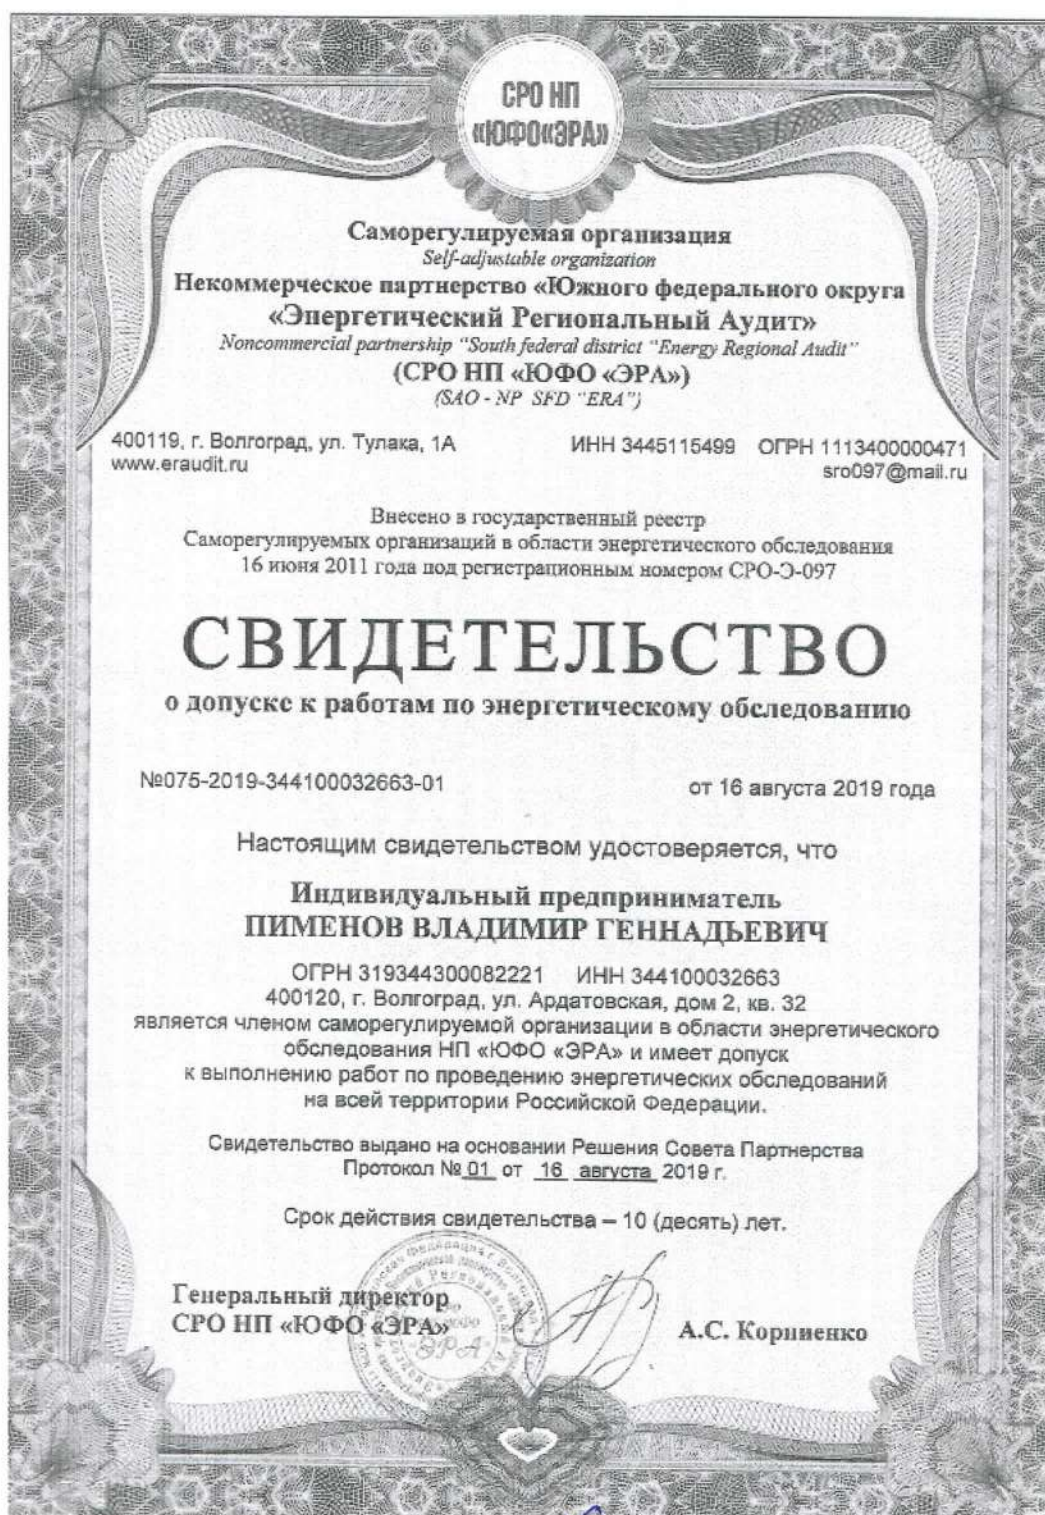 СРО НП
«ЮФО«ЭРА»
Саморегулируемая организация
Self-adjustable organization
Некоммерческое партнерство «Южного федерального округа
«Энергетический Региональный Аудит»
Noncommercial partnership "South federal district "Energy Regional Audit"
(СРО НП «ЮФО «ЭРА»)
(SAO - NP SFD "ERA")
400119, г. Волгоград, ул. Тулака, 1А ИНН 3445115499 ОГРН 1113400000471
www.eraudit.ru sro097@mail.ru
Внесено в государственный реестр
Саморегулируемых организаций в области энергетического обследования
16 июня 2011 года под регистрационным номером СРО-Э-097
СВИДЕТЕЛЬСТВО
о допуске к работам по энергетическому обследованию
№075-2019-344100032663-01 от 16 августа 2019 года
Настоящим свидетельством удостоверяется, что
Индивидуальный предприниматель
ПИМЕНОВ ВЛАДИМИР ГЕННАДЬЕВИЧ
ОГРН 319344300082221 ИНН 344100032663
400120, г. Волгоград, ул. Ардатовская, дом 2, кв. 32
является членом саморегулируемой организации в области энергетического
обследования НП «ЮФО «ЭРА» и имеет допуск
к выполнению работ по проведению энергетических обследований
на всей территории Российской Федерации.
Свидетельство выдано на основании Решения Совета Партнерства
Протокол № 01 от 16 августа 2019 г.
Срок действия свидетельства – 10 (десять) лет.
Генеральный директор
СРО НП «ЮФО «ЭРА» А.С. Корниенко
ЭРА